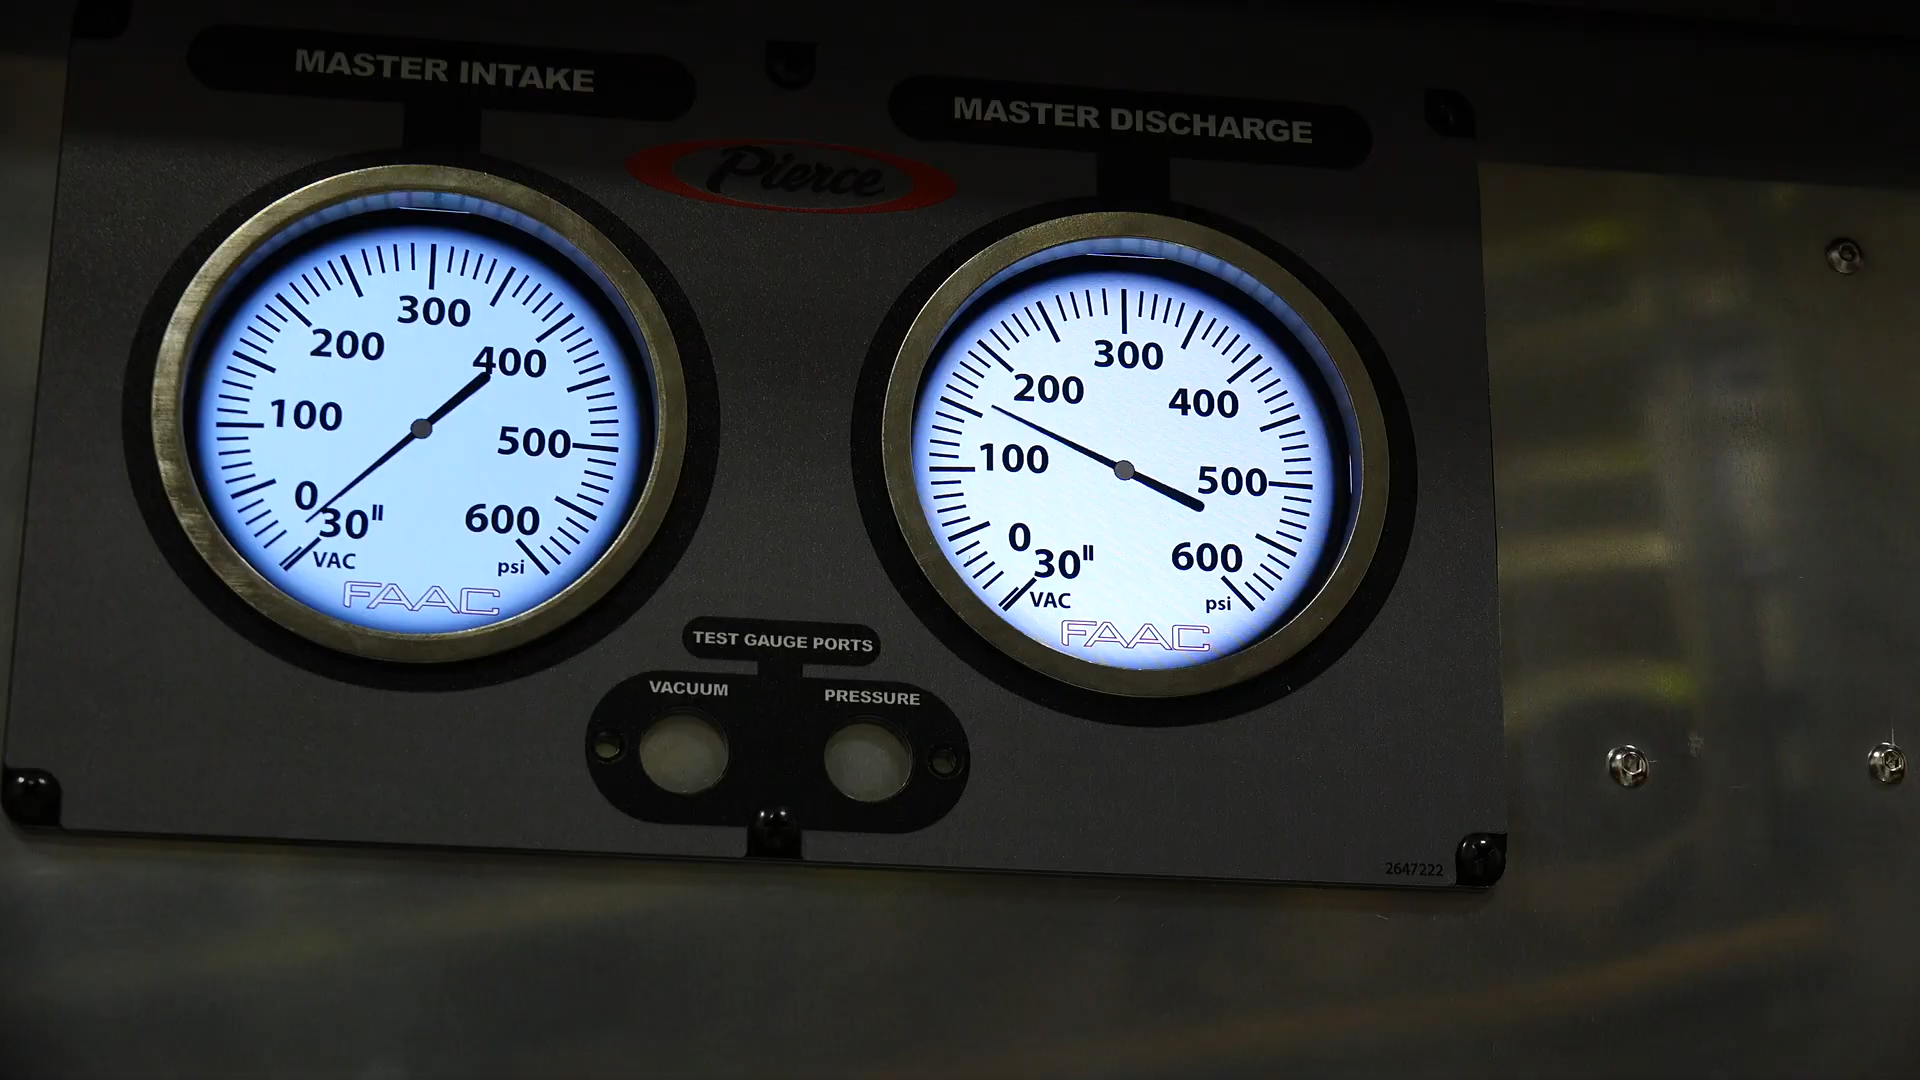 MASTER INTAKE
MASTER DISCHARGE
Pierce
300
200
400
100
500
0
30"
600
VAC
psi
FAAC
300
200
400
100
500
0
30"
600
VAC
psi
FAAC
TEST GAUGE PORTS
VACUUM
PRESSURE
2647222